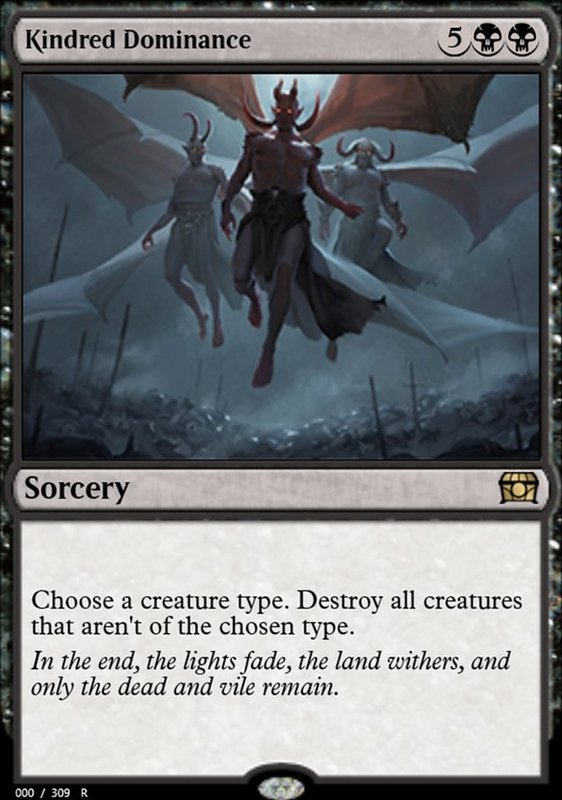 Kindred Dominance 5
Sorcery
Choose a creature type. Destroy all creatures
that aren't of the chosen type.
In the end, the lights fade, the land withers, and
only the dead and vile remain.
000 / 309 R